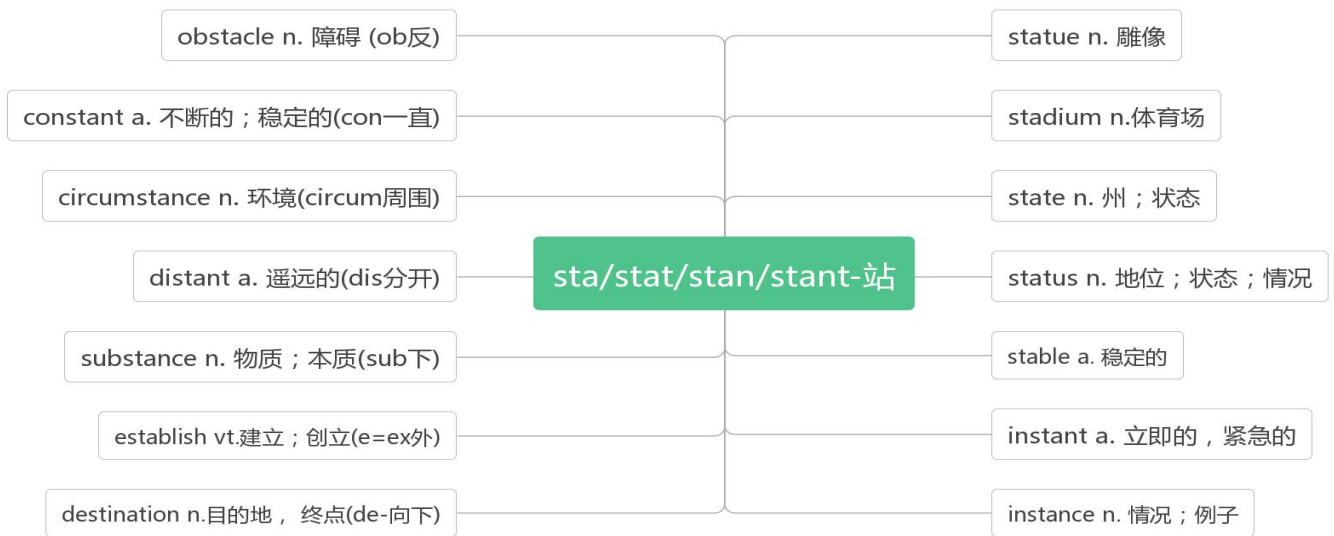 obstacle n. 障碍 (ob反)
constant a. 不断的；稳定的(con一直)
circumstance n. 环境(circum周围)
distant a. 遥远的(dis分开)
substance n. 物质；本质(sub下)
establish vt.建立；创立(e=ex外)
destination n.目的地， 终点(de-向下)
sta/stat/stan/stant-站
statue n. 雕像
stadium n.体育场
state n. 州；状态
status n. 地位；状态；情况
stable a. 稳定的
instant a. 立即的，紧急的
instance n. 情况；例子